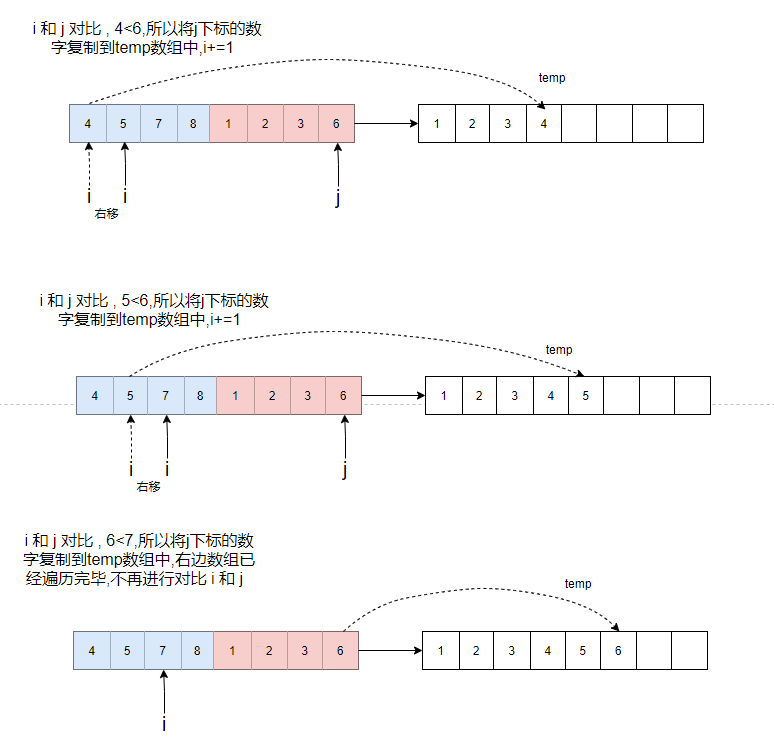 i 和 j 对比 , 4<6,所以将j下标的数
字复制到temp数组中,i+=1
temp
4 5 7 8 1 2 3 6
1 2 3 4
i i j
右移
i 和 j 对比 , 5<6,所以将j下标的数
字复制到temp数组中,i+=1
temp
4 5 7 8 1 2 3 6
1 2 3 4 5
i i j
右移
i 和 j 对比 , 6<7,所以将j下标的数
字复制到temp数组中,右边数组已
经遍历完毕,不再进行对比 i 和 j
temp
4 5 7 8 1 2 3 6
1 2 3 4 5 6
i